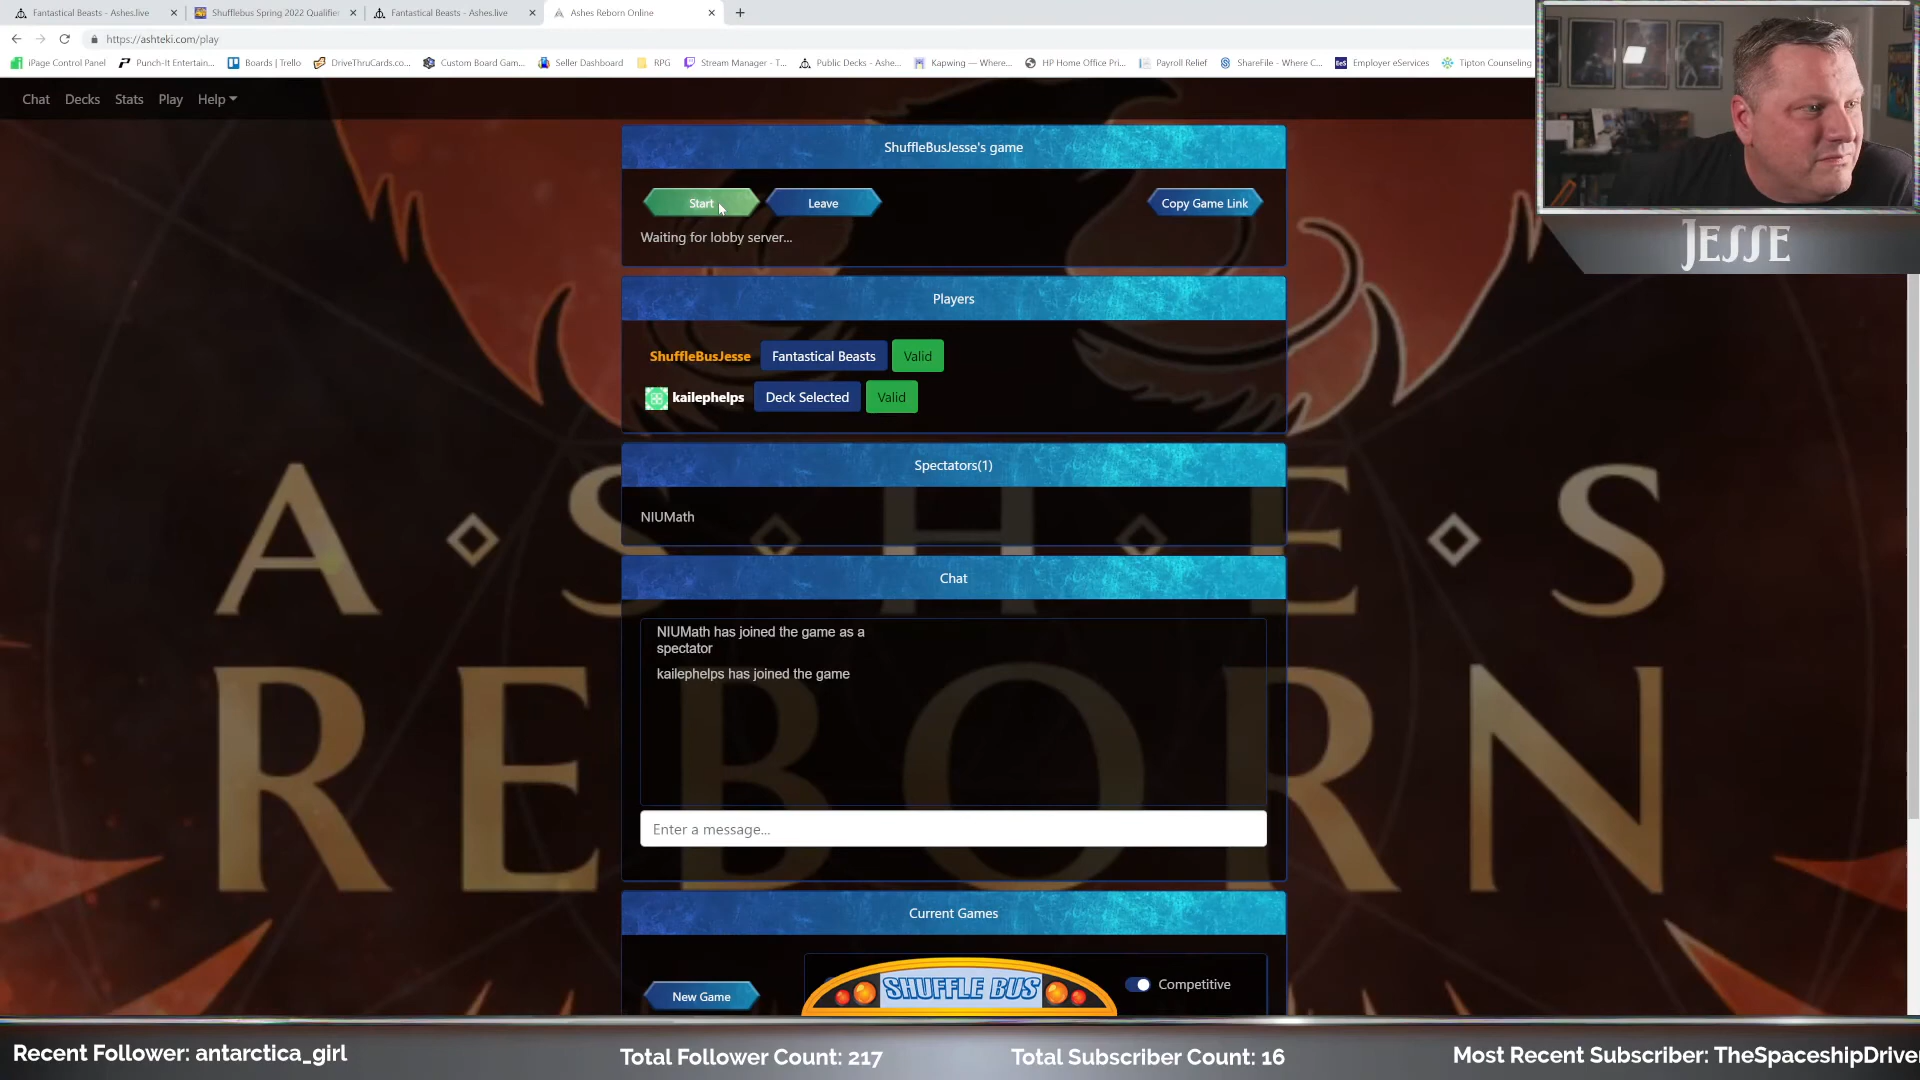 Fantastical Beasts - Ashes.live
Shufflebus Spring 2022 Qualifier
Fantastical Beasts - Ashes.live
Ashes Reborn Online
https://ashteki.com/play
iPage Control Panel
Punch-It Entertain...
Boards | Trello
DriveThruCards.co...
Custom Board Gam...
Seller Dashboard
RPG
Stream Manager - T...
Public Decks - Ashe...
Kapwing — Where...
HP Home Office Pri...
Payroll Relief
ShareFile - Where C...
Employer eServices
Tipton Counseling
Chat
Decks
Stats
Play
Help
ShuffleBusJesse's game
Start
Leave
Copy Game Link
Waiting for lobby server...
JESSE
Players
ShuffleBusJesse Fantastical Beasts Valid
kailephelps Deck Selected Valid
Spectators(1)
NIUMath
ASHES
REBORN
Chat
NIUMath has joined the game as a
spectator
kailephelps has joined the game
Enter a message...
Current Games
New Game
SHUFFLE BUS
Competitive
Recent Follower: antarctica_girl
Total Follower Count: 217
Total Subscriber Count: 16
Most Recent Subscriber: TheSpaceshipDriver